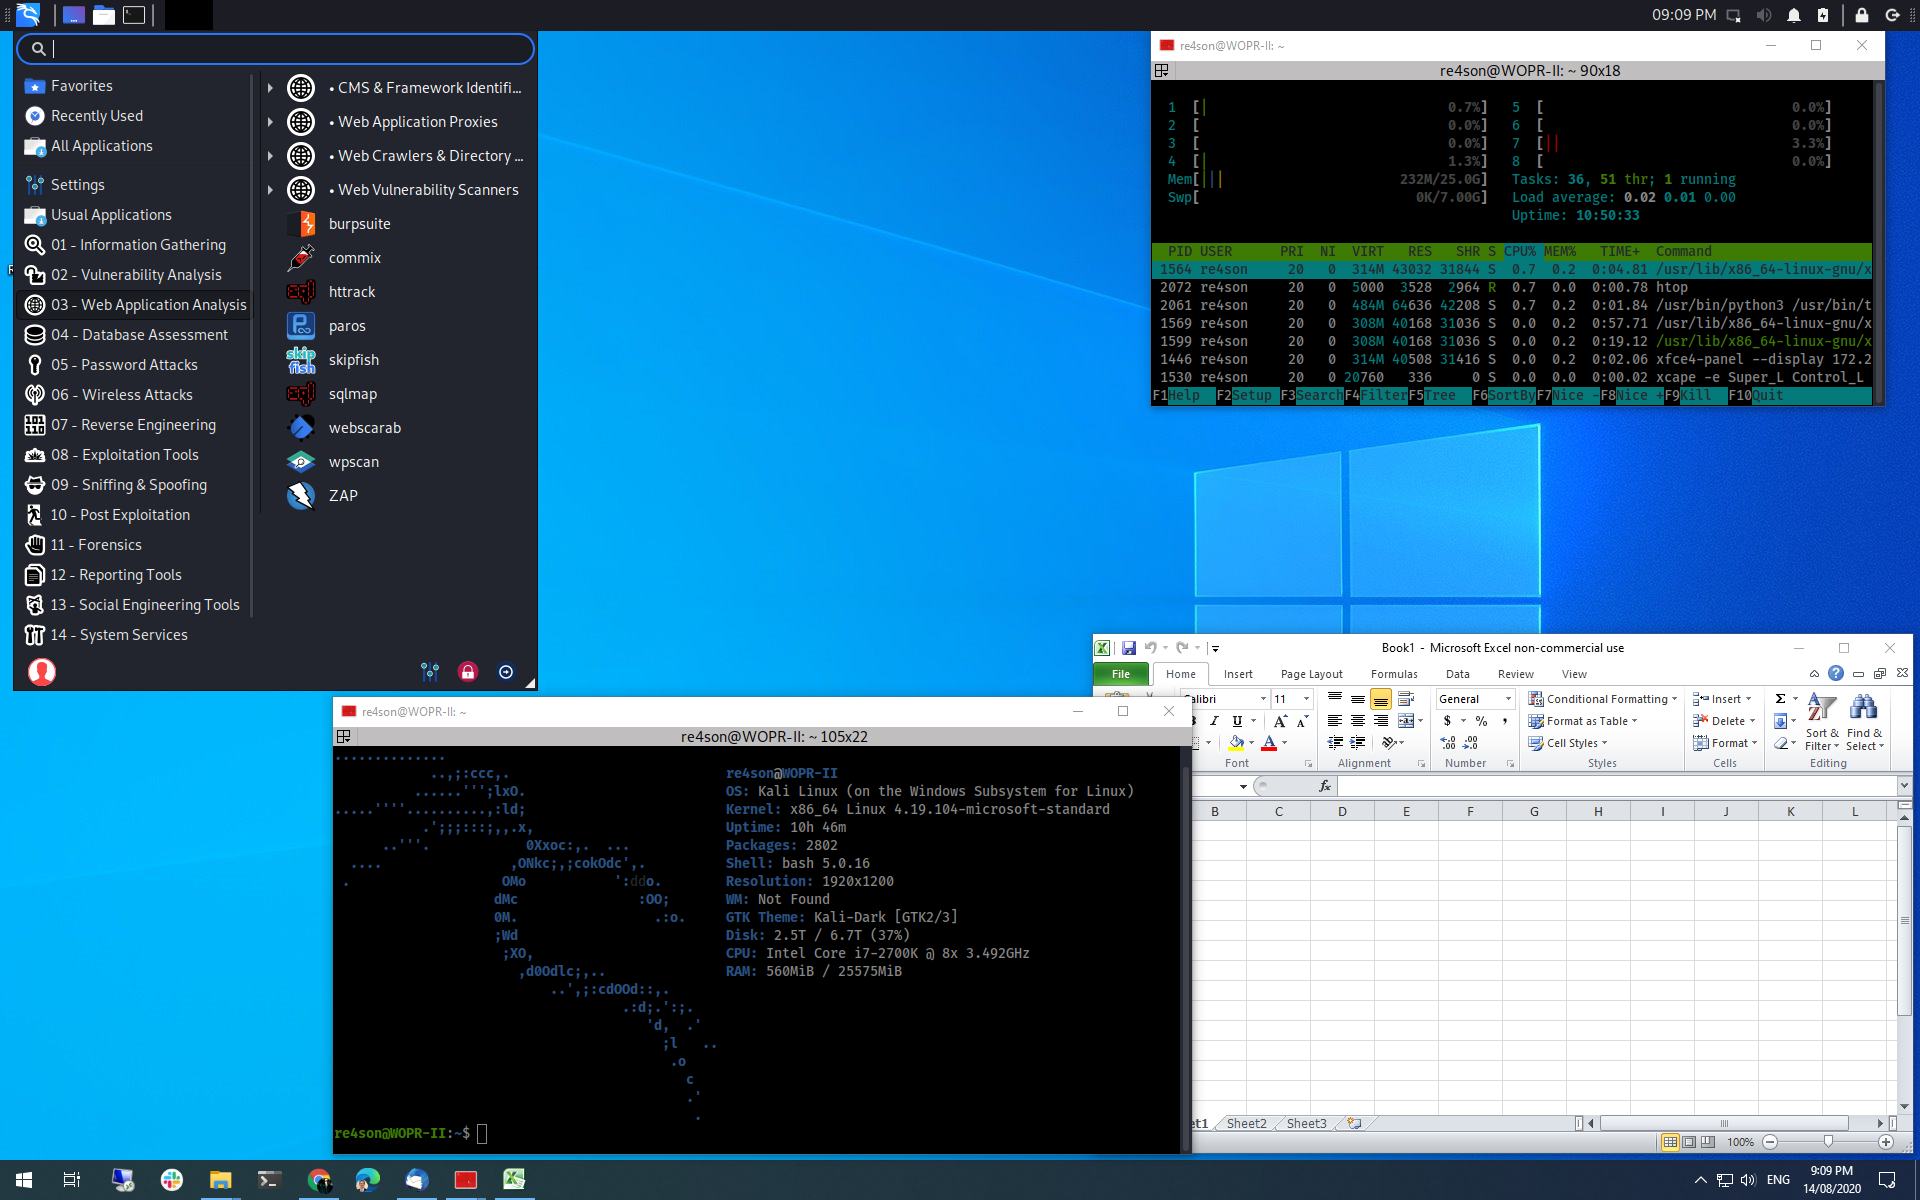 09:09 PM
Favorites
Recently Used
All Applications
Settings
Usual Applications
01 - Information Gathering
02 - Vulnerability Analysis
03 - Web Application Analysis
04 - Database Assessment
05 - Password Attacks
06 - Wireless Attacks
07 - Reverse Engineering
08 - Exploitation Tools
09 - Sniffing & Spoofing
10 - Post Exploitation
11 - Forensics
12 - Reporting Tools
13 - Social Engineering Tools
14 - System Services
• CMS & Framework Identifi...
• Web Application Proxies
• Web Crawlers & Directory ...
• Web Vulnerability Scanners
burpsuite
commix
httrack
paros
skipfish
sqlmap
webscarab
wpscan
ZAP
re4son@WOPR-II: ~
re4son@WOPR-II: ~ 90x18
1 [| 0.7%] 5 [ 0.0%]
2 [ 0.0%] 6 [ 0.0%]
3 [ 0.0%] 7 [|| 3.3%]
4 [| 1.3%] 8 [ 0.0%]
Mem[||| 232M/25.0G] Tasks: 36, 51 thr; 1 running
Swp[ 0K/7.00G] Load average: 0.02 0.01 0.00
Uptime: 10:50:33
PID USER PRI NI VIRT RES SHR S CPU% MEM% TIME+ Command
1564 re4son 20 0 314M 43032 31844 S 0.7 0.2 0:04.81 /usr/lib/x86_64-linux-gnu/x
2072 re4son 20 0 5000 3528 2964 R 0.7 0.0 0:00.78 htop
2061 re4son 20 0 484M 64636 42208 S 0.7 0.2 0:01.84 /usr/bin/python3 /usr/bin/t
1569 re4son 20 0 308M 40168 31036 S 0.0 0.2 0:57.71 /usr/lib/x86_64-linux-gnu/x
1599 re4son 20 0 308M 40168 31036 S 0.0 0.2 0:19.12 /usr/lib/x86_64-linux-gnu/x
1446 re4son 20 0 314M 40508 31416 S 0.0 0.2 0:02.06 xfce4-panel --display 172.2
1530 re4son 20 0 20760 336 0 S 0.0 0.0 0:00.02 xcape -e Super_L Control_L
F1Help F2Setup F3SearchF4FilterF5Tree F6SortByF7Nice -F8Nice +F9Kill F10Quit
re4son@WOPR-II: ~
re4son@WOPR-II: ~ 105x22
re4son@WOPR-II
OS: Kali Linux (on the Windows Subsystem for Linux)
Kernel: x86_64 Linux 4.19.104-microsoft-standard
Uptime: 10h 46m
Packages: 2802
Shell: bash 5.0.16
Resolution: 1920x1200
WM: Not Found
GTK Theme: Kali-Dark [GTK2/3]
Disk: 2.5T / 6.7T (37%)
CPU: Intel Core i7-2700K @ 8x 3.492GHz
RAM: 560MiB / 25575MiB
re4son@WOPR-II:~$
Book1 - Microsoft Excel non-commercial use
File Home Insert Page Layout Formulas Data Review View
alibri 11 General Conditional Formatting Insert Σ
I U A A $ % , Format as Table Delete Sort & Filter Find & Select
A Cell Styles Format
Font Alignment Number Styles Cells Editing
fx
B C D E F G H I J K L
et1 Sheet2 Sheet3
100%
ENG
9:09 PM
14/08/2020